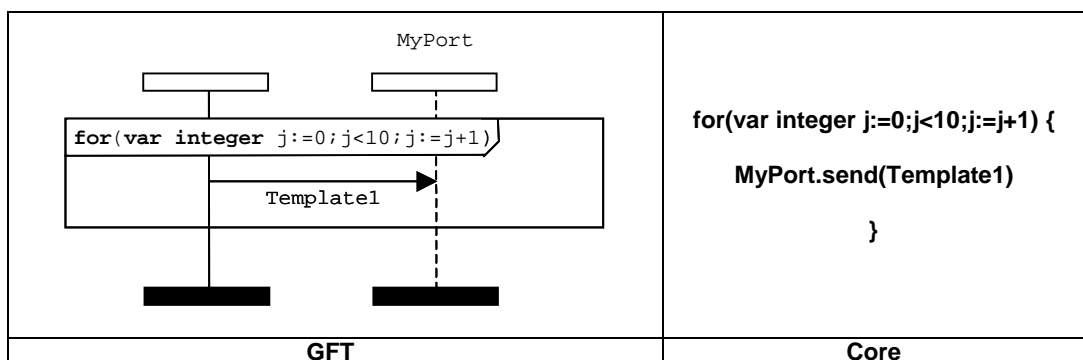 MyPort
for(var integer j:=0;j<10;j:=j+1)
Template1
for(var integer j:=0;j<10;j:=j+1) {
MyPort.send(Template1)
}
GFT
Core